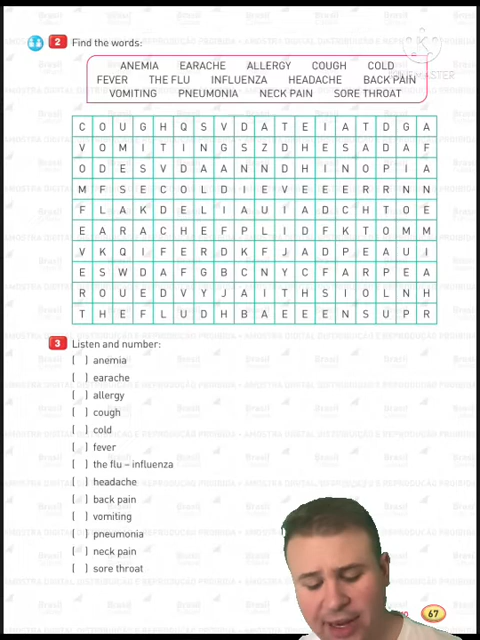 2 Find the words:
ANEMIA EARACHE ALLERGY COUGH COLD
FEVER THE FLU INFLUENZA HEADACHE BACK PAIN
VOMITING PNEUMONIA NECK PAIN SORE THROAT
C O U G H Q S V D A T E I A T D G A
V O M I T I N G S Z D H E S A D A F
O D E S V D A A N N D H I N O P I A
M F S E C O L D I E V E E E R R N N
F L A K D E L I A U I A D C H T O E
E A R A C H E F P L I D F K T O M M
V K Q I F E R D K F J A D P E A U I
E S W D A F G B C N Y C F A R P E A
R O U E D V Y J A I T H S I O L N H
T H E F L U D H B A E E E N S U P R
3 Listen and number:
( ) anemia
( ) earache
( ) allergy
( ) cough
( ) cold
( ) fever
( ) the flu – influenza
( ) headache
( ) back pain
( ) vomiting
( ) pneumonia
( ) neck pain
( ) sore throat
67